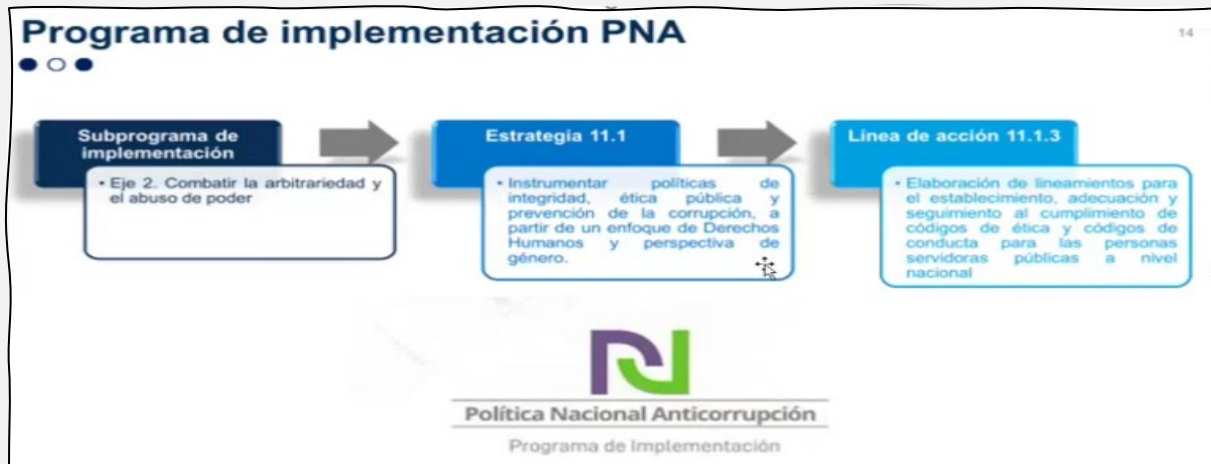 Programa de implementación PNA
14
Subprograma de
implementación
• Eje 2. Combatir la arbitrariedad y
el abuso de poder
Estrategia 11.1
• Instrumentar políticas de
integridad, ética pública y
prevención de la corrupción, a
partir de un enfoque de Derechos
Humanos y perspectiva de
género.
Línea de acción 11.1.3
• Elaboración de lineamientos para
el establecimiento, adecuación y
seguimiento al cumplimiento de
códigos de ética y códigos de
conducta para las personas
servidoras públicas a nivel
nacional
Política Nacional Anticorrupción
Programa de Implementación